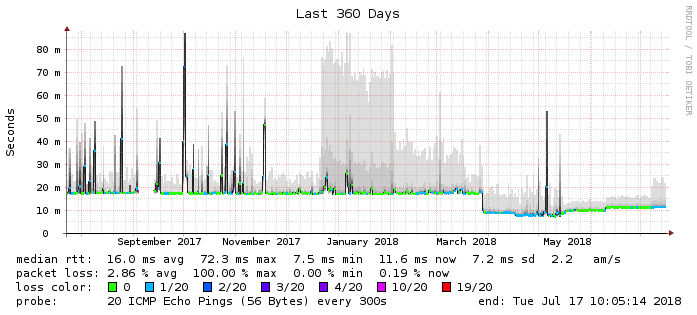 Last 360 Days
RRDTOOL / TOBI OETIKER
Seconds
80 m
70 m
60 m
50 m
40 m
30 m
20 m
10 m
0
September 2017 November 2017 January 2018 March 2018 May 2018
median rtt: 16.0 ms avg 72.3 ms max 7.5 ms min 11.6 ms now 7.2 ms sd 2.2 am/s
packet loss: 2.86 % avg 100.00 % max 0.00 % min 0.19 % now
loss color: 0 1/20 2/20 3/20 4/20 10/20 19/20
probe: 20 ICMP Echo Pings (56 Bytes) every 300s end: Tue Jul 17 10:05:14 2018